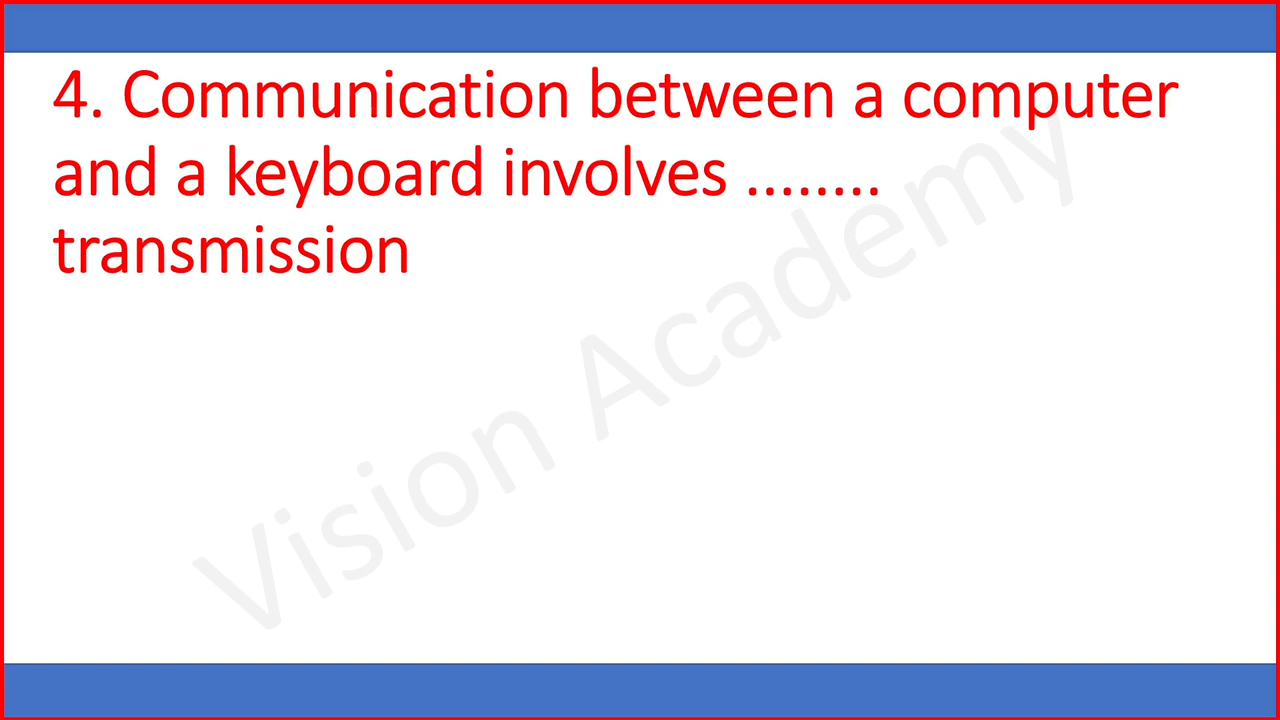 4. Communication between a computer
and a keyboard involves ........
transmission
Vision Academy